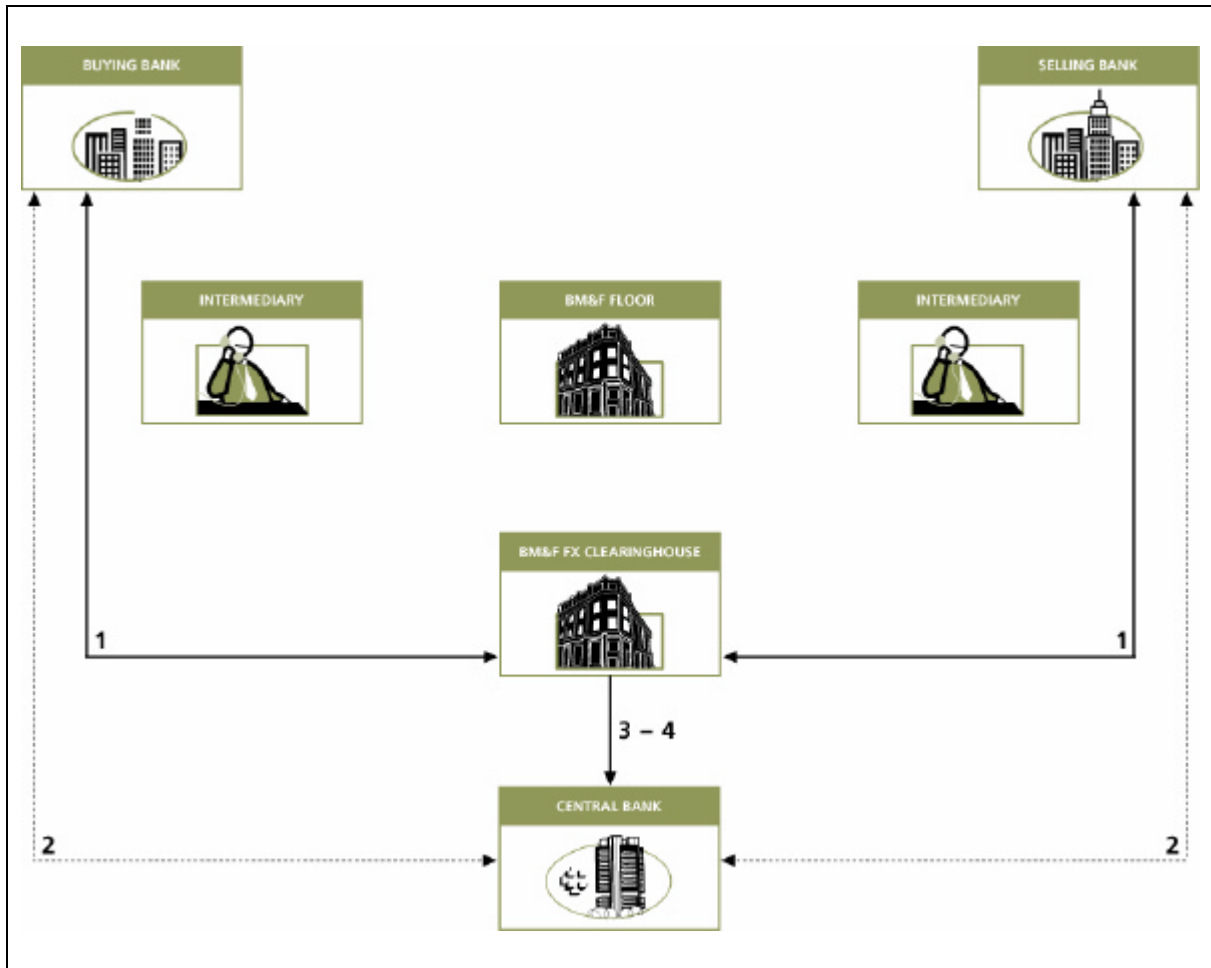 BUYING BANK
SELLING BANK
INTERMEDIARY
BM&F FLOOR
INTERMEDIARY
BM&F FX CLEARINGHOUSE
1
1
3 – 4
CENTRAL BANK
2
2